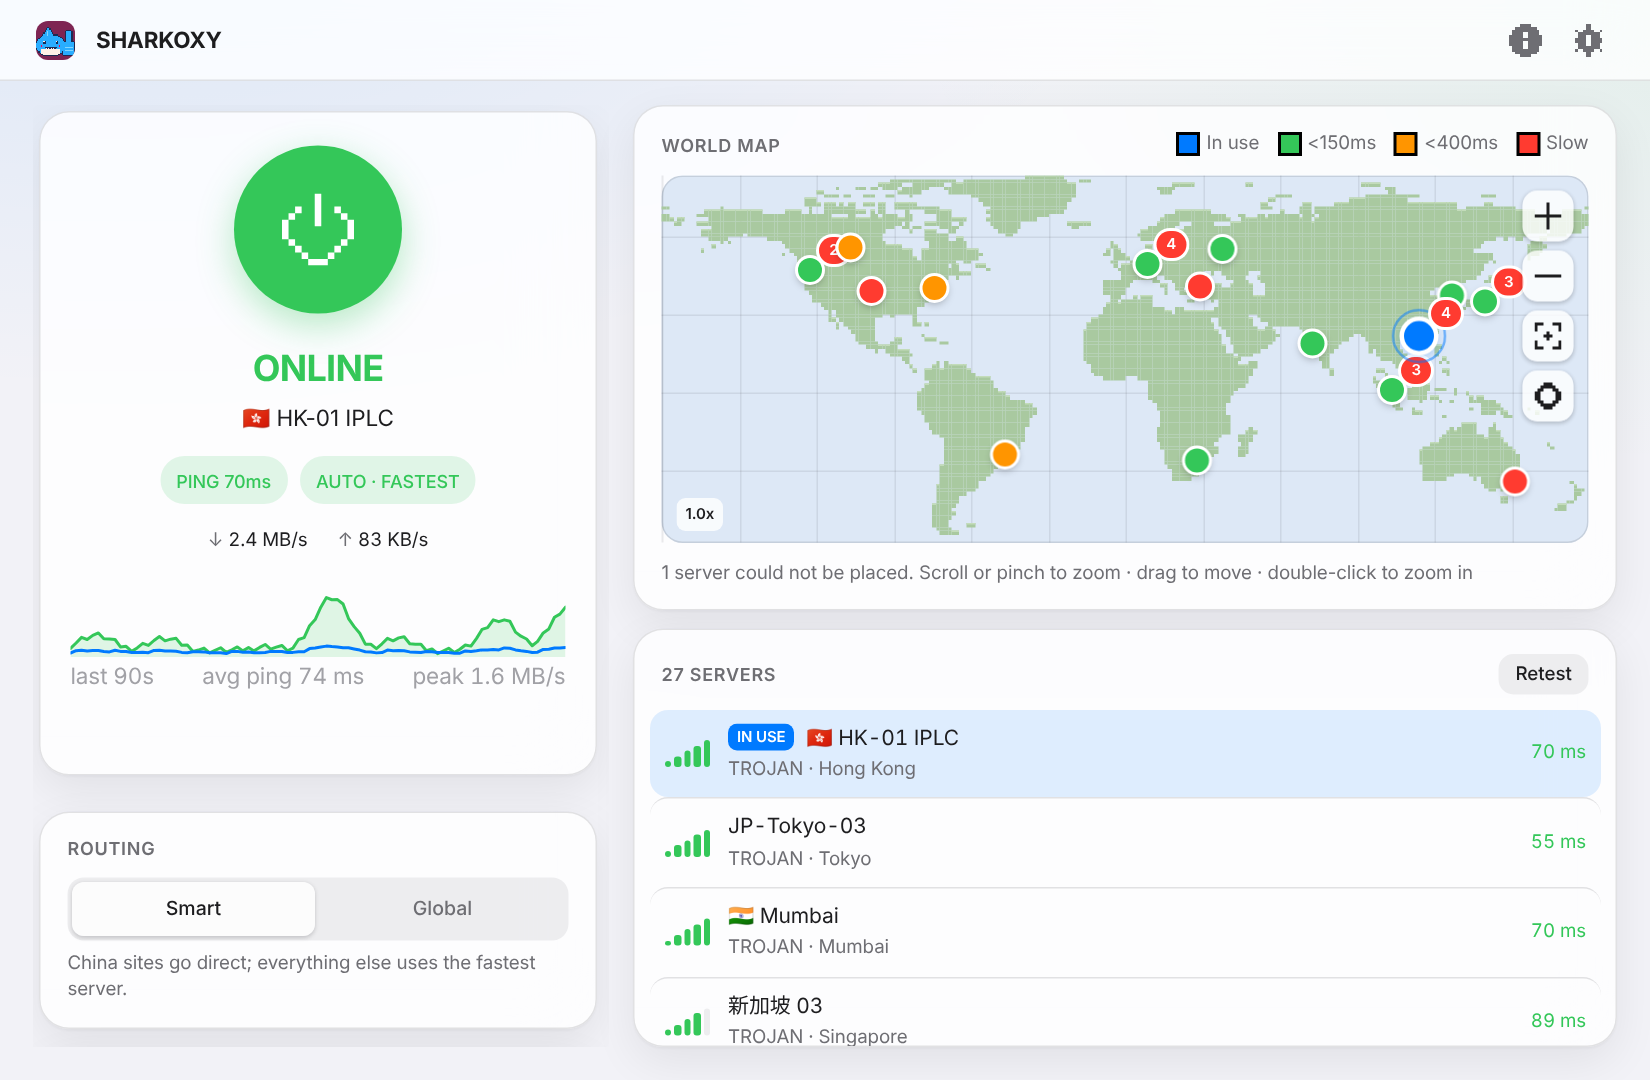 SHARKOXY
ONLINE
🇭🇰 HK-01 IPLC
PING 70ms
AUTO · FASTEST
↓ 2.4 MB/s ↑ 83 KB/s
last 90s avg ping 74 ms peak 1.6 MB/s
ROUTING
Smart
Global
China sites go direct; everything else uses the fastest
server.
WORLD MAP
In use
<150ms
<400ms
Slow
2
4
3
4
3
1.0x
1 server could not be placed. Scroll or pinch to zoom · drag to move · double-click to zoom in
27 SERVERS
Retest
IN USE 🇭🇰 HK-01 IPLC
TROJAN · Hong Kong
70 ms
JP-Tokyo-03
TROJAN · Tokyo
55 ms
🇮🇳 Mumbai
TROJAN · Mumbai
70 ms
新加坡 03
TROJAN · Singapore
89 ms